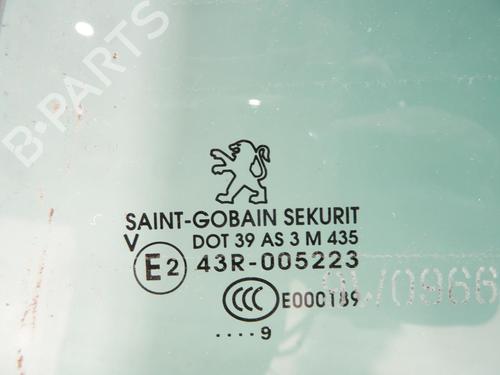 B-PARTS
SAINT-GOBAIN SEKURIT
V DOT 39 AS 3 M 435
E2 43R-005223
CCC E000189
.... 9